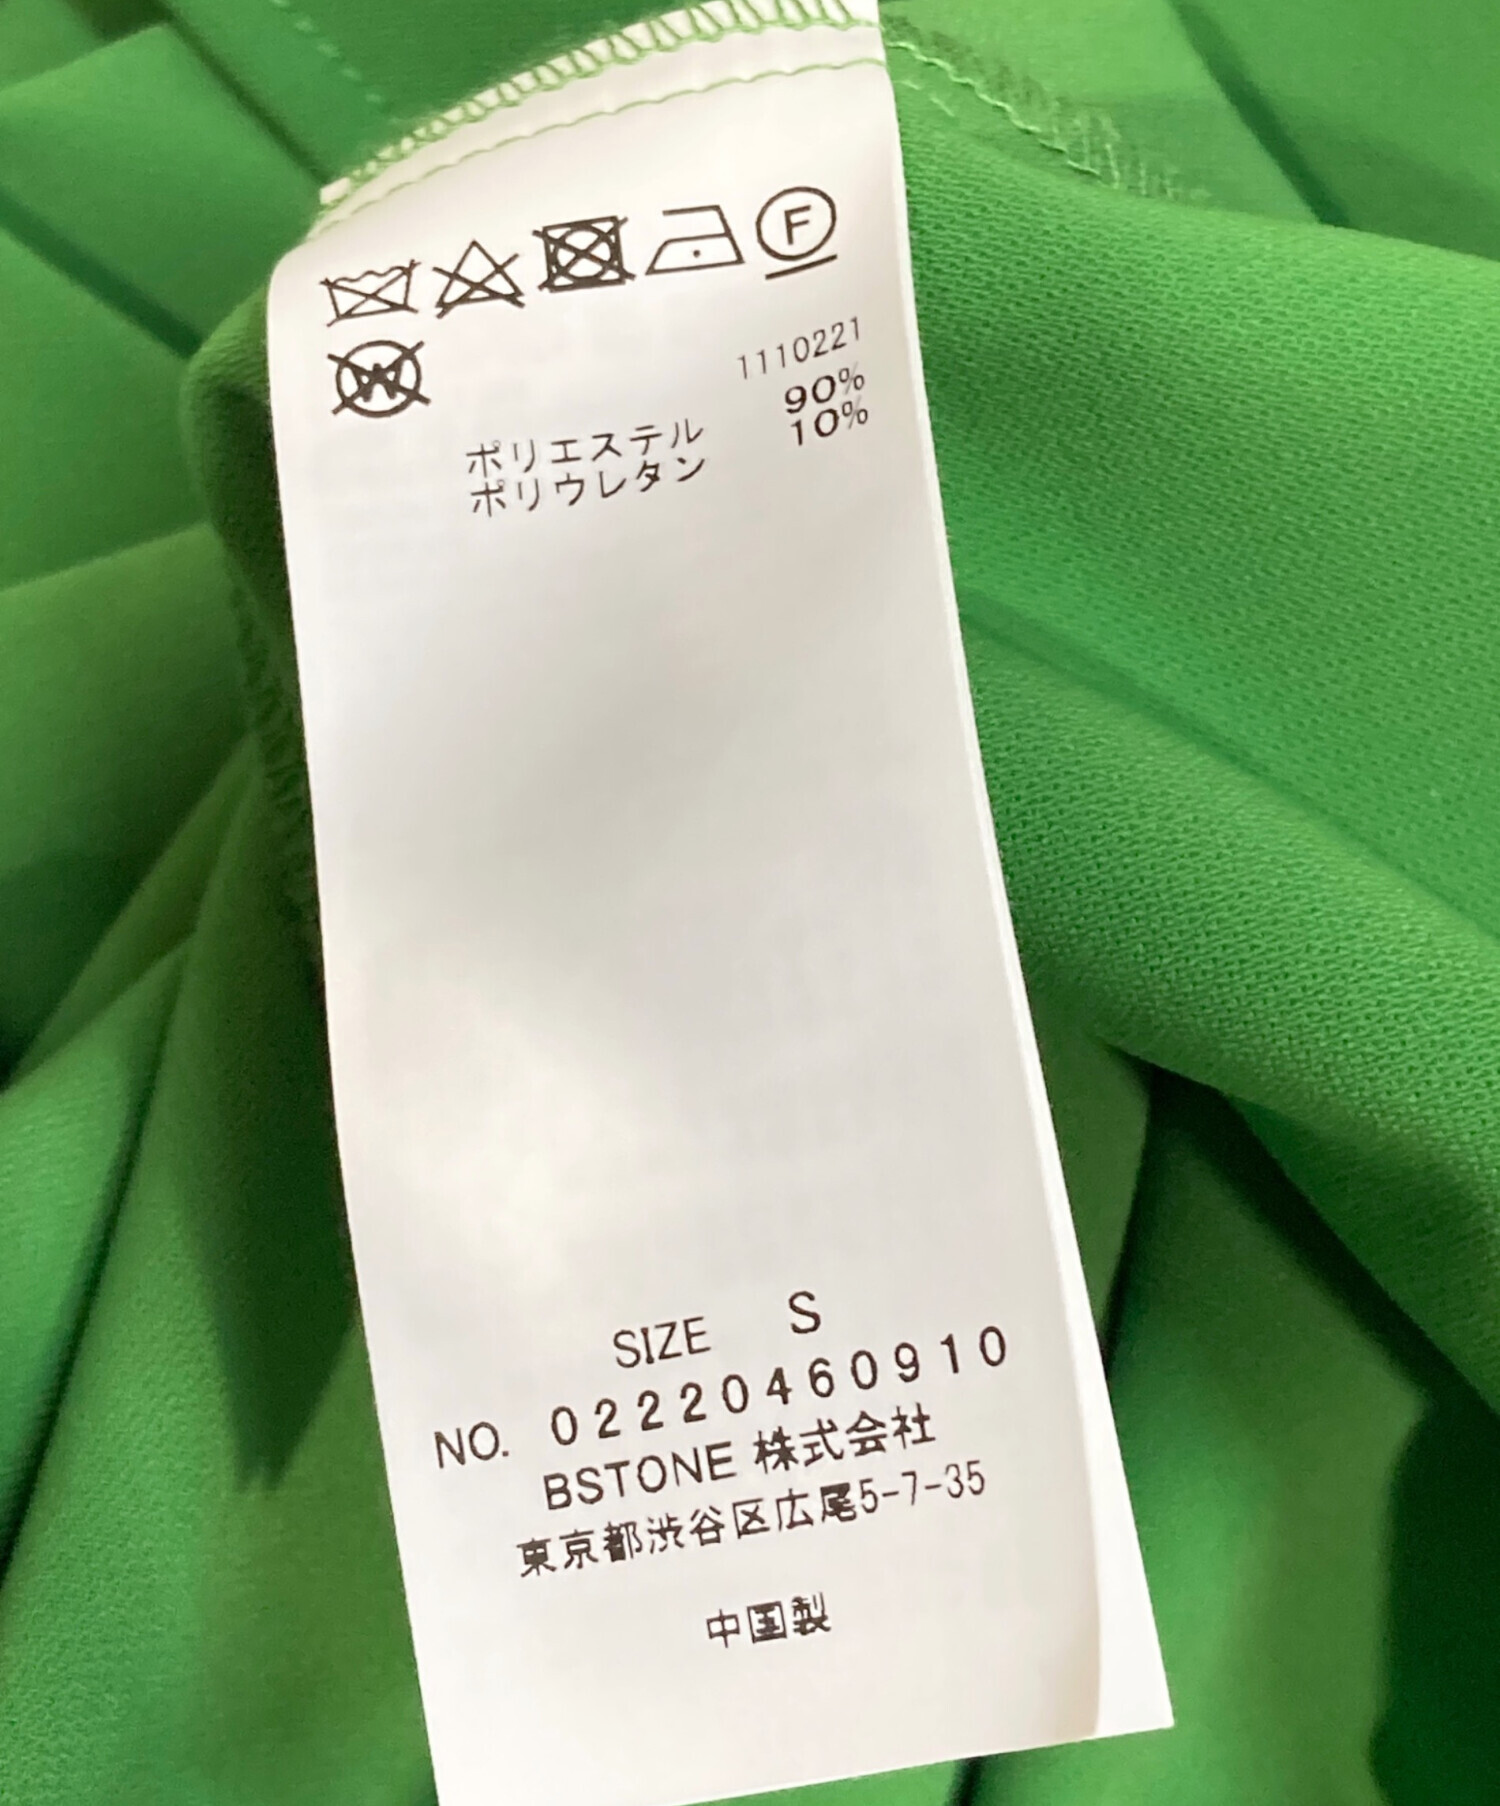 F
W
1110221
ポリエステル 90%
ポリウレタン 10%
SIZE S
NO. 02220460910
BSTONE 株式会社
東京都渋谷区広尾5-7-35
中国製